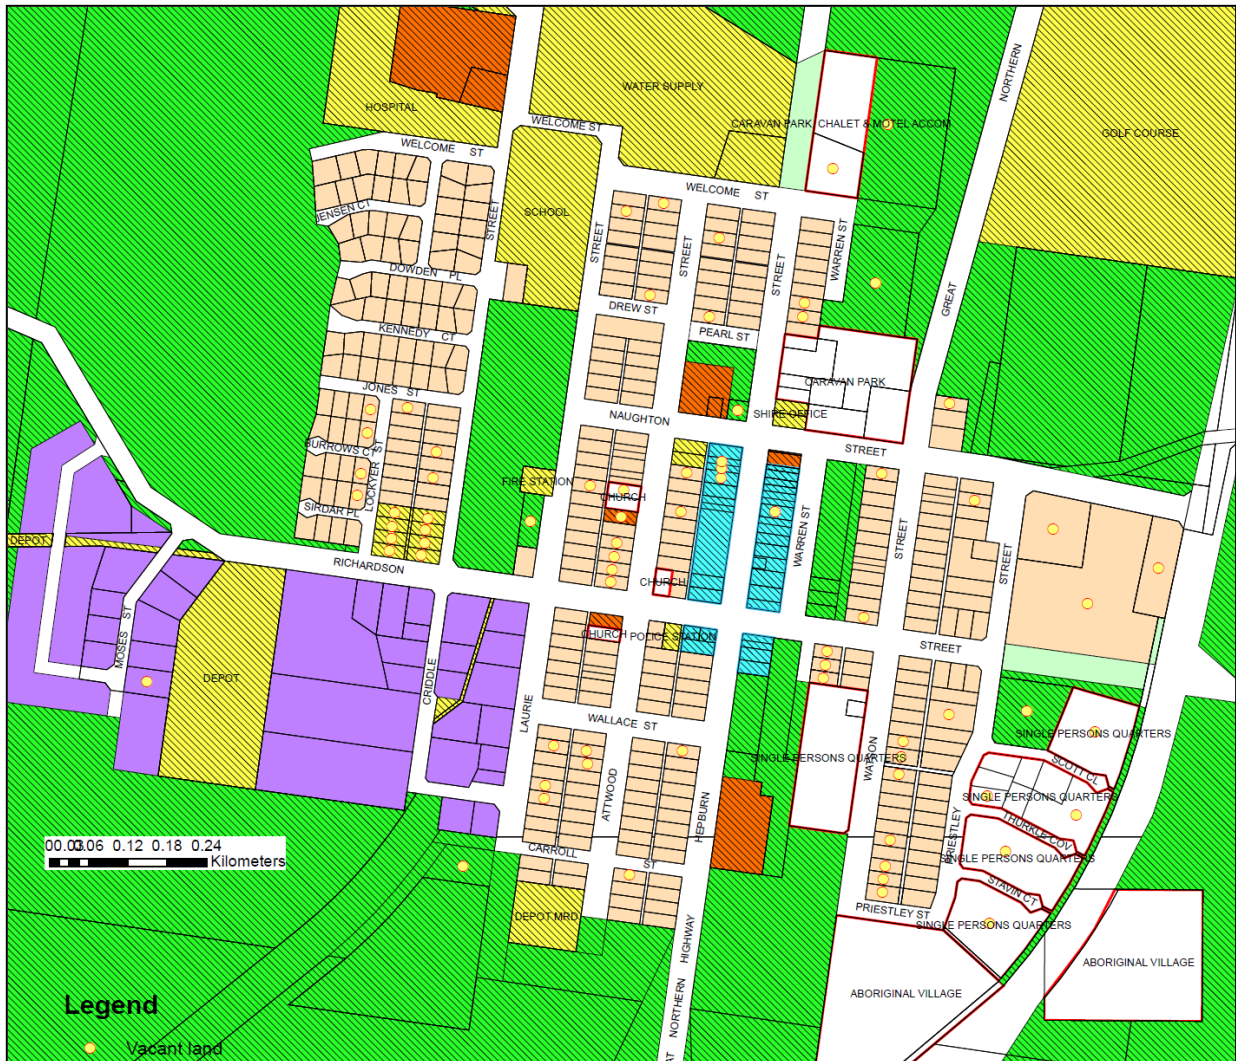 NORTHERN
HOSPITAL
WATER SUPPLY
CARAVAN PARK, CHALET & MOTEL ACCOM
GOLF COURSE
WELCOME ST
WELCOME ST
WELCOME ST
JENSEN CT
STREET
SCHOOL
STREET
STREET
STREET
WARREN ST
DOWDEN PL
DREW ST
PEARL ST
GREAT
KENNEDY CT
JONES ST
CARAVAN PARK
NAUGHTON
SHIRE OFFICE
STREET
BURROWS CT
LOCKYER ST
FIRE STATION
CHURCH
SIRDAR PL
WARREN ST
STREET
STREET
DEPOT
RICHARDSON
CHURCH
MOSES ST
CHURCH
POLICE STATION
STREET
DEPOT
CRIDDLE
LAURIE
WALLACE ST
SINGLE PERSONS QUARTERS
WATSON
SINGLE PERSONS QUARTERS
SCOTT CL
ATTWOOD
HEPBURN
SINGLE PERSONS QUARTERS
THURKLE COV
PRIESTLEY
SINGLE PERSONS QUARTERS
00.03 0.06 0.12 0.18 0.24
Kilometers
CARROLL ST
STAVIN CT
DEPOT MRD
PRIESTLEY ST
SINGLE PERSONS QUARTERS
NORTHERN HIGHWAY
ABORIGINAL VILLAGE
ABORIGINAL VILLAGE
Legend
Vacant land